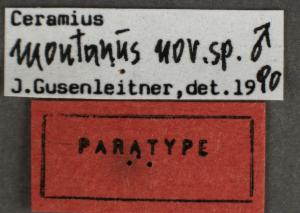 Ceramius
montanus nov.sp. ♂
J.Gusenleitner,det.1990
PARATYPE